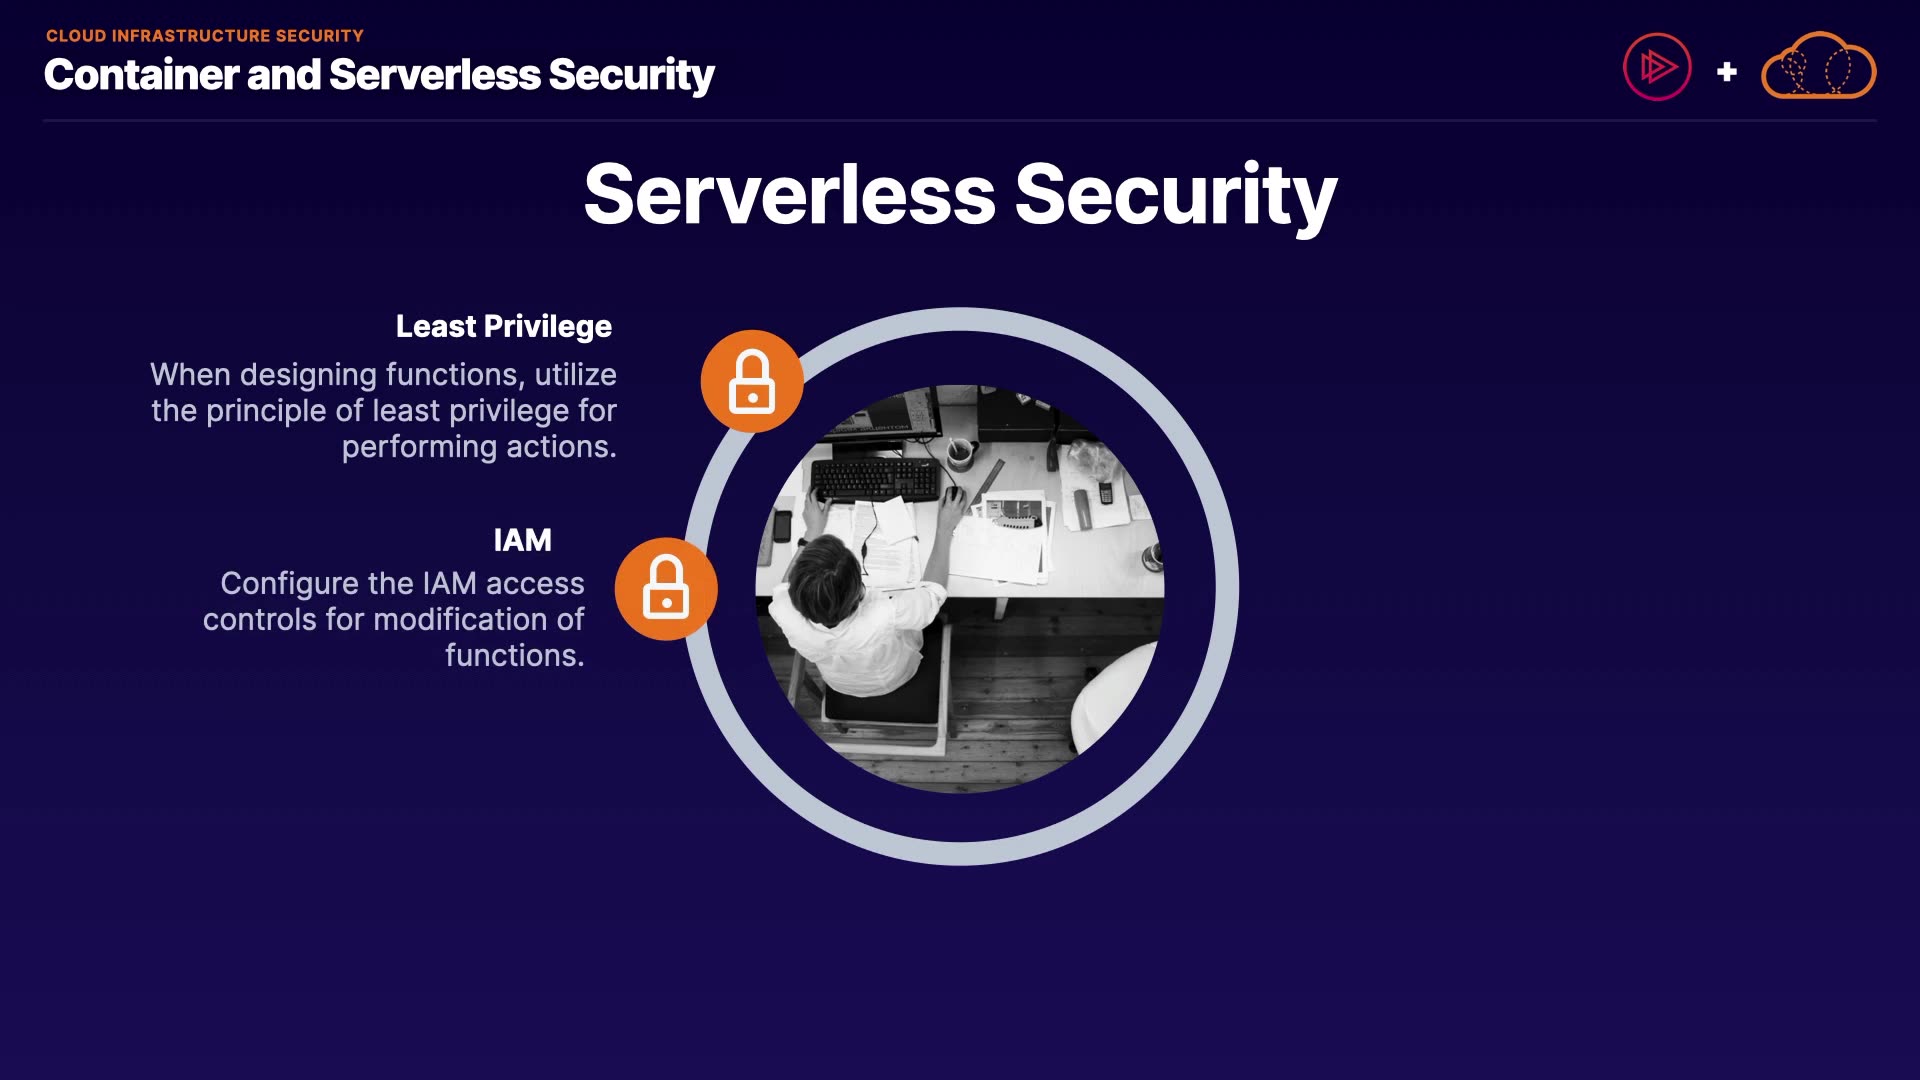 CLOUD INFRASTRUCTURE SECURITY
Container and Serverless Security
+
Serverless Security
Least Privilege
When designing functions, utilize
the principle of least privilege for
performing actions.
IAM
Configure the IAM access
controls for modification of
functions.